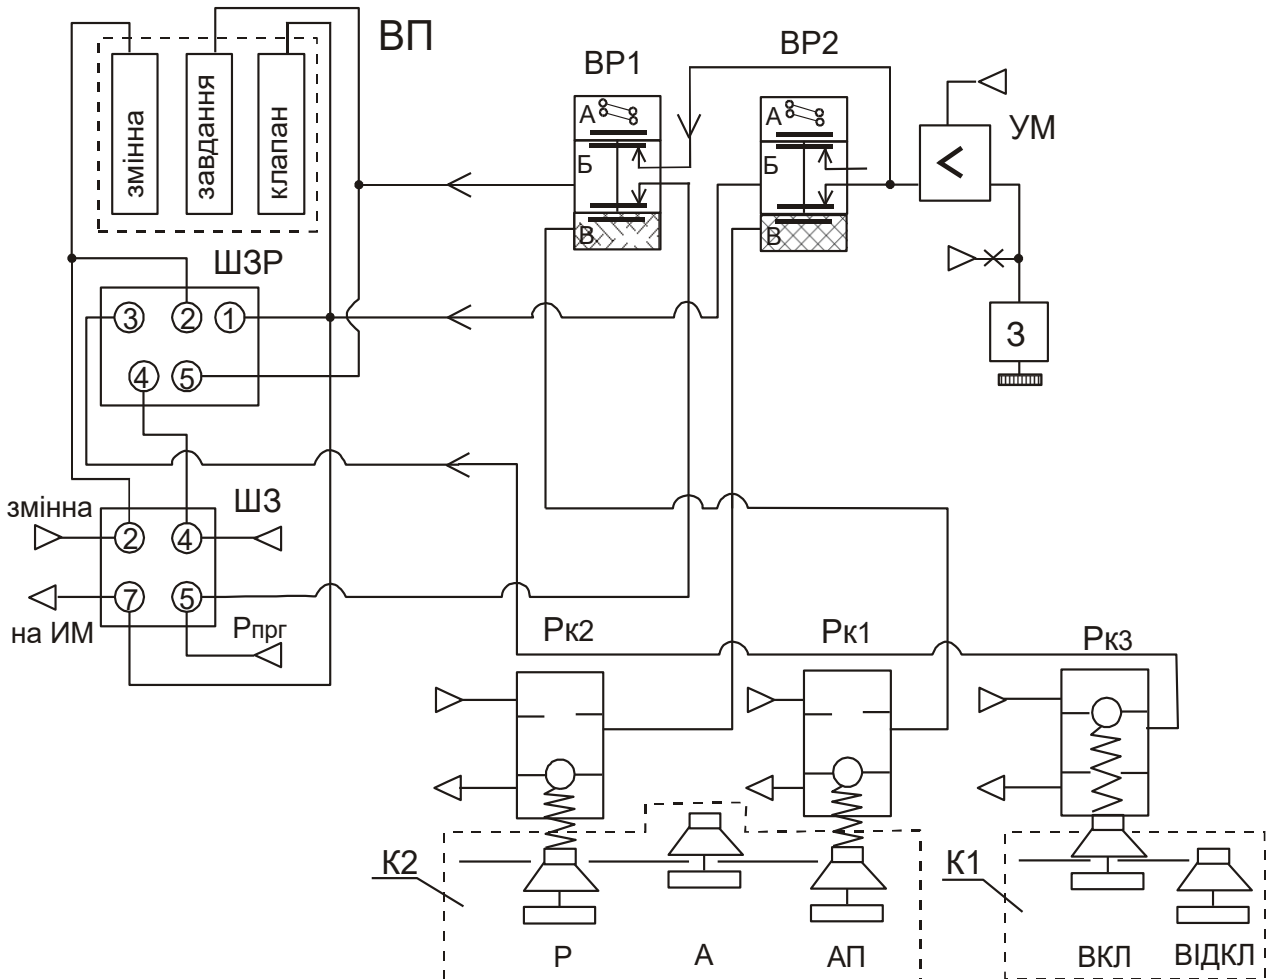 ВП
змінна
завдання
клапан
ВР1
ВР2
А
Б
В
А
Б
В
УМ
<
З
ШЗР
3
2
1
4
5
змінна
ШЗ
2
4
7
5
на ИМ
Рпрг
Рк2
Рк1
Рк3
К2
К1
Р
А
АП
ВКЛ
ВІДКЛ